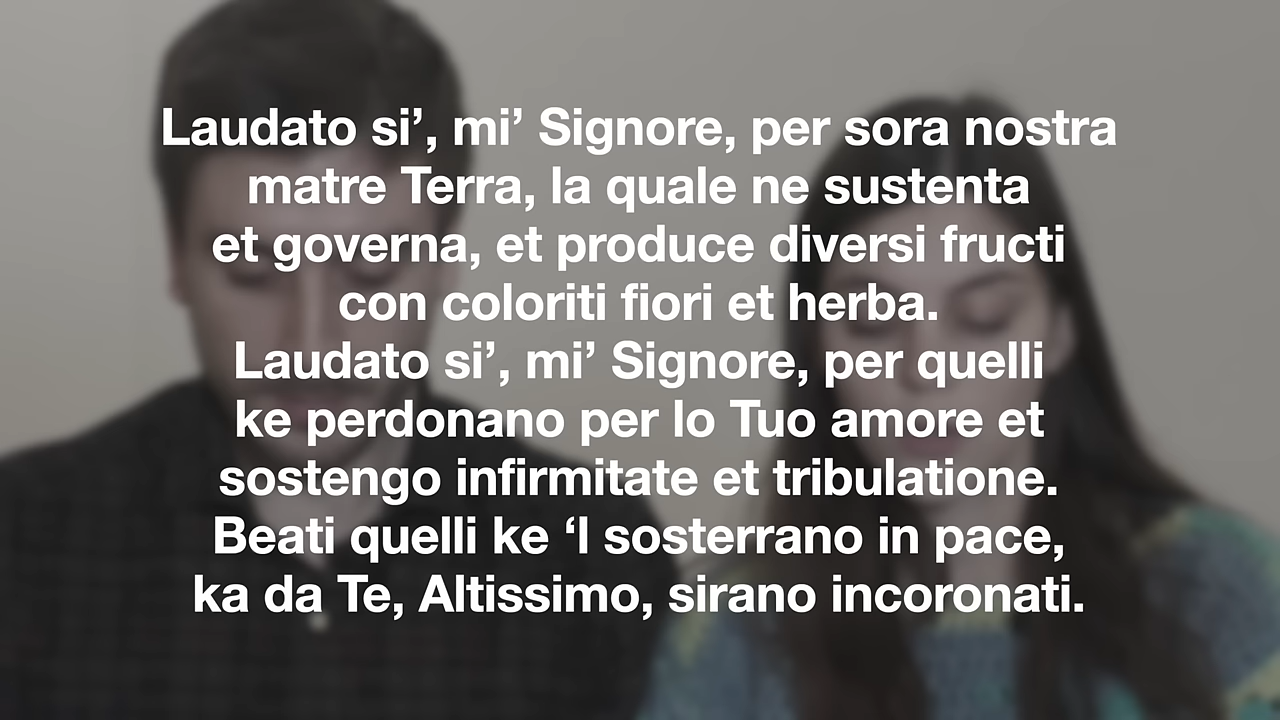 Laudato si’, mi’ Signore, per sora nostra
matre Terra, la quale ne sustenta
et governa, et produce diversi fructi
con coloriti fiori et herba.
Laudato si’, mi’ Signore, per quelli
ke perdonano per lo Tuo amore et
sostengo infirmitate et tribulatione.
Beati quelli ke ‘l sosterrano in pace,
ka da Te, Altissimo, sirano incoronati.